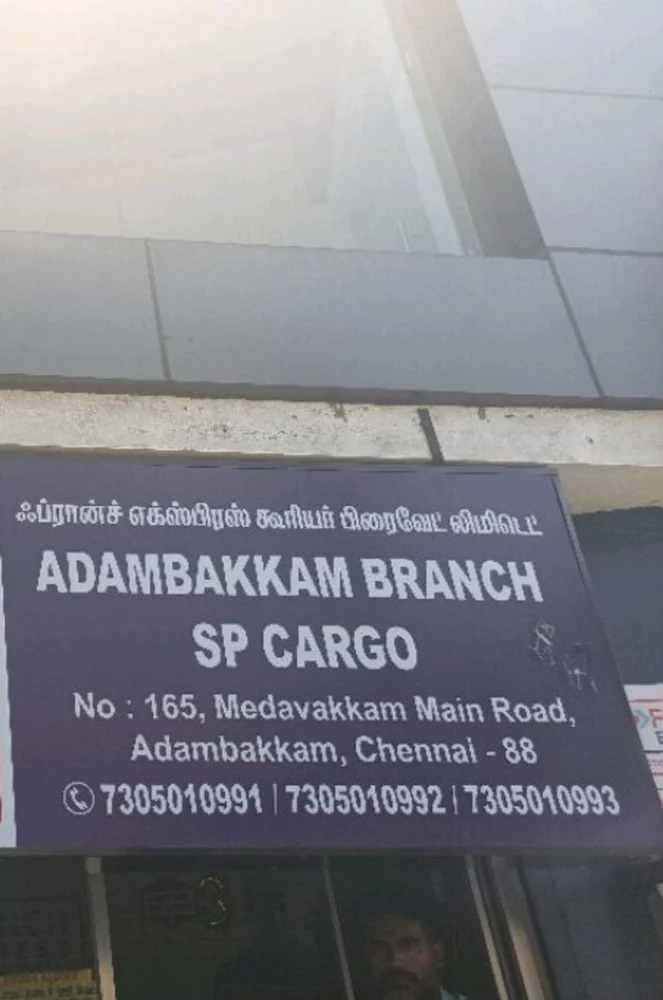 ஃப்ரான்ச் எக்ஸ்பிரஸ் கூரியர் பிரைவேட் லிமிடெட்
ADAMBAKKAM BRANCH
SP CARGO
No : 165, Medavakkam Main Road,
Adambakkam, Chennai - 88
7305010991 | 7305010992 | 7305010993
3